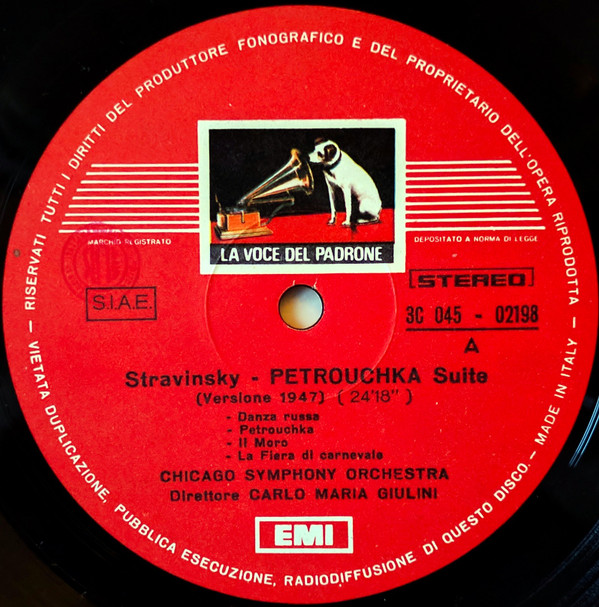 RISERVATI TUTTI I DIRITTI DEL PRODUTTORE FONOGRAFICO E DEL PROPRIETARIO DELL'OPERA RIPRODOTTA
LA VOCE DEL PADRONE
MARCHIO REGISTRATO
DEPOSITATO A NORMA DI LEGGE
S.I.A.E.
STEREO
3C 045 - 02198
A
Stravinsky - PETROUCHKA Suite
(Versione 1947) (24'18")
- Danza russa
- Petrouchka
- Il Moro
- La Fiera di carnevale
CHICAGO SYMPHONY ORCHESTRA
Direttore CARLO MARIA GIULINI
EMI
— VIETATA DUPLICAZIONE, PUBBLICA ESECUZIONE, RADIODIFFUSIONE DI QUESTO DISCO. — MADE IN ITALY —